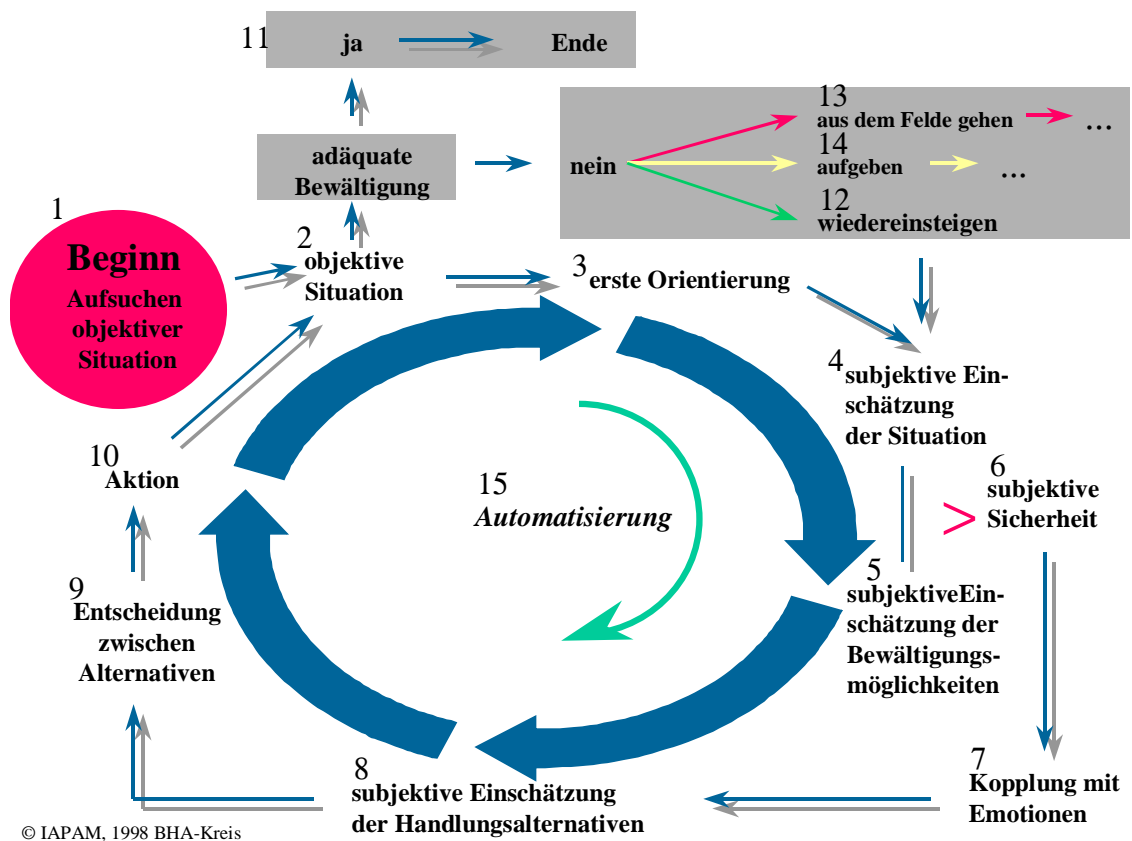 11
ja
Ende
adäquate
Bewältigung
nein
13
aus dem Felde gehen
...
14
aufgeben
...
12
wiedereinsteigen
1
Beginn
Aufsuchen
objektiver
Situation
2
objektive
Situation
3
erste Orientierung
4
subjektive Ein-
schätzung
der Situation
5
subjektiveEin-
schätzung der
Bewältigungs-
möglichkeiten
>
6
subjektive
Sicherheit
7
Kopplung mit
Emotionen
8
subjektive Einschätzung
der Handlungsalternativen
9
Entscheidung
zwischen
Alternativen
10
Aktion
15
Automatisierung
© IAPAM, 1998 BHA-Kreis